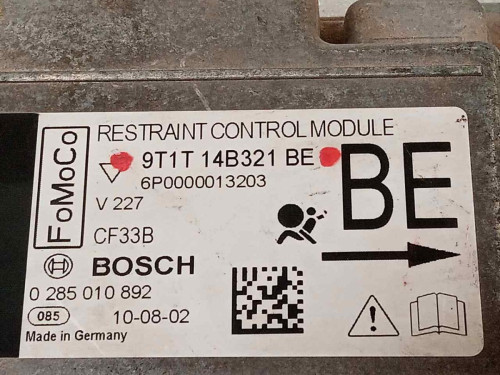 FoMoCo
RESTRAINT CONTROL MODULE
9T1T 14B321 BE
6P0000013203
V 227
BE
CF33B
BOSCH
0 285 010 892
085 10-08-02
Made in Germany